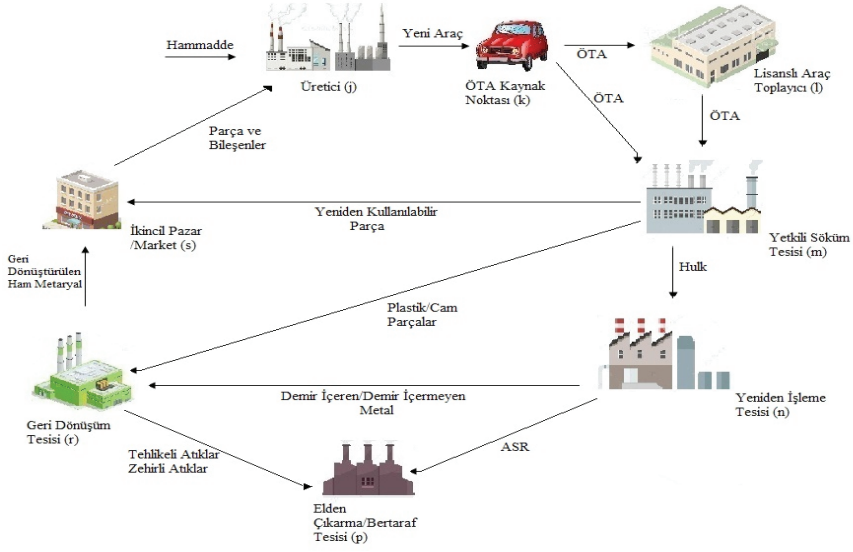 Hammadde
Yeni Araç
ÖTA
Üretici (j)
ÖTA Kaynak
Noktası (k)
Lisanslı Araç
Toplayıcı (l)
ÖTA
ÖTA
Parça ve
Bileşenler
Yeniden Kullanılabilir
Parça
İkincil Pazar
/Market (s)
Yetkili Söküm
Tesisi (m)
Geri
Dönüştürülen
Ham Metaryal
Hulk
Plastik/Cam
Parçalar
Demir İçeren/Demir İçermeyen
Metal
Yeniden İşleme
Tesisi (n)
Geri Dönüşüm
Tesisi (r)
Tehlikeli Atıklar
Zehirli Atıklar
ASR
Elden
Çıkarma/Bertaraf
Tesisi (p)